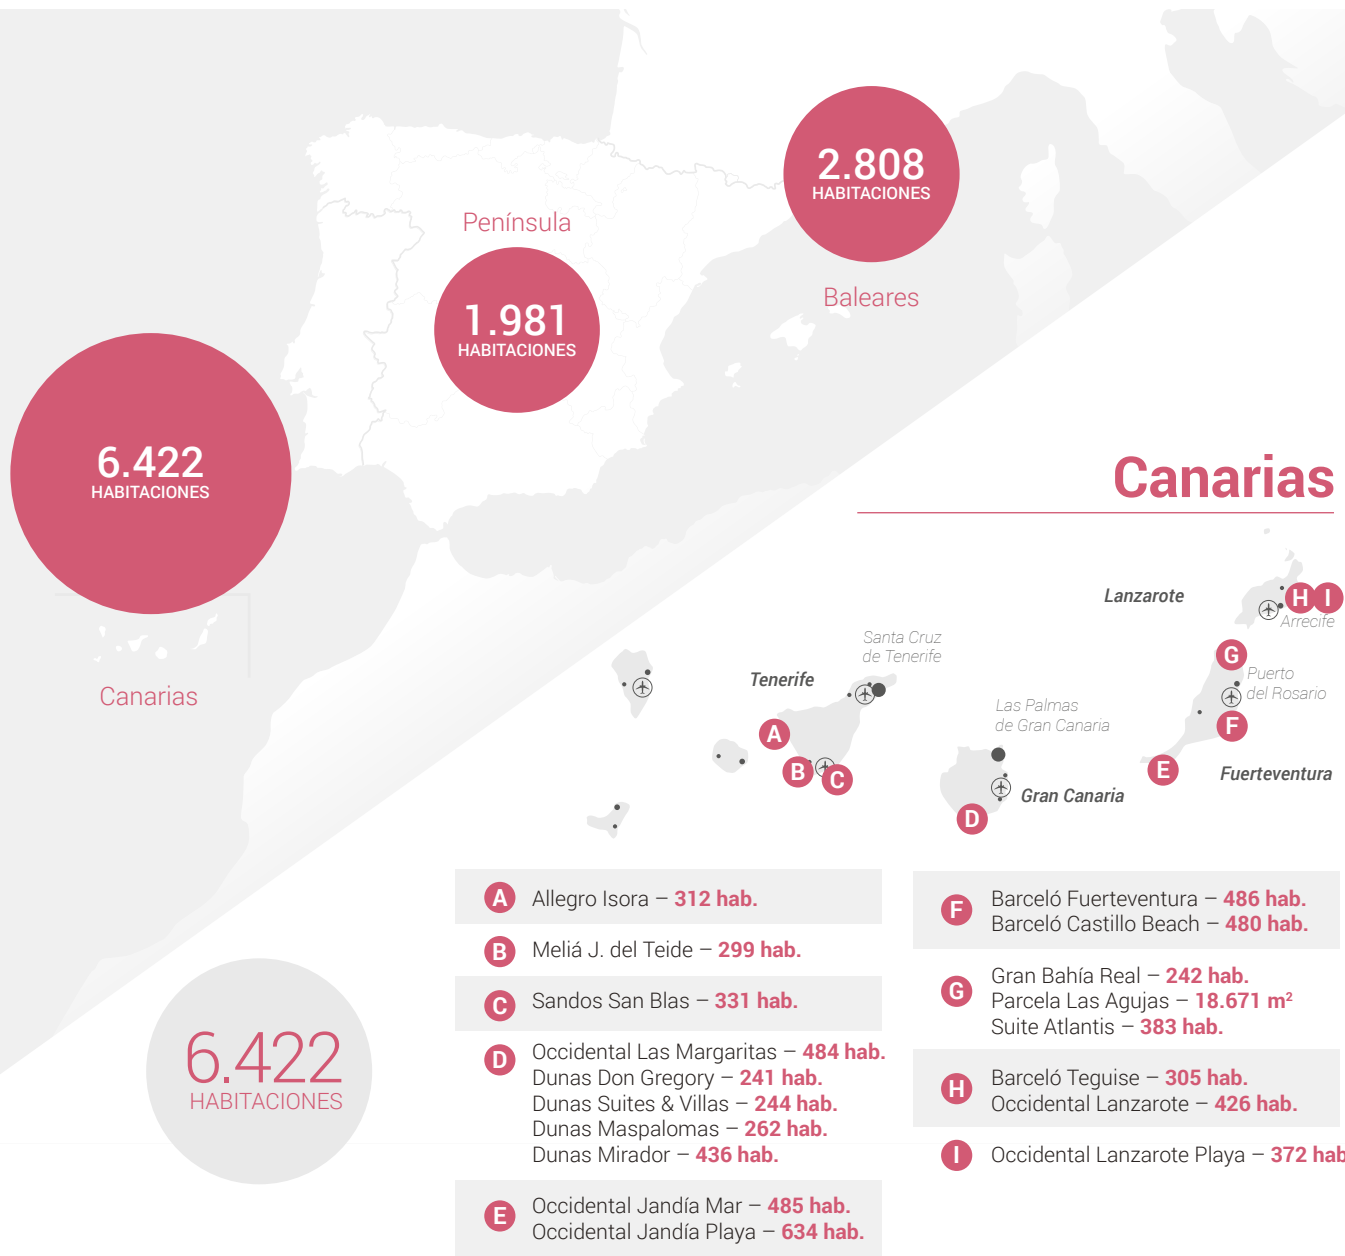 2.808
HABITACIONES
Baleares
Península
1.981
HABITACIONES
6.422
HABITACIONES
Canarias
Canarias
Lanzarote
H
I
Arrecife
Santa Cruz
de Tenerife
Tenerife
G
Puerto
del Rosario
Las Palmas
de Gran Canaria
A
F
B
C
E
Fuerteventura
Gran Canaria
D
6.422
HABITACIONES
A Allegro Isora – 312 hab.
B Meliá J. del Teide – 299 hab.
C Sandos San Blas – 331 hab.
D Occidental Las Margaritas – 484 hab.
Dunas Don Gregory – 241 hab.
Dunas Suites & Villas – 244 hab.
Dunas Maspalomas – 262 hab.
Dunas Mirador – 436 hab.
E Occidental Jandía Mar – 485 hab.
Occidental Jandía Playa – 634 hab.
F Barceló Fuerteventura – 486 hab.
Barceló Castillo Beach – 480 hab.
G Gran Bahía Real – 242 hab.
Parcela Las Agujas – 18.671 m²
Suite Atlantis – 383 hab.
H Barceló Teguise – 305 hab.
Occidental Lanzarote – 426 hab.
I Occidental Lanzarote Playa – 372 hab